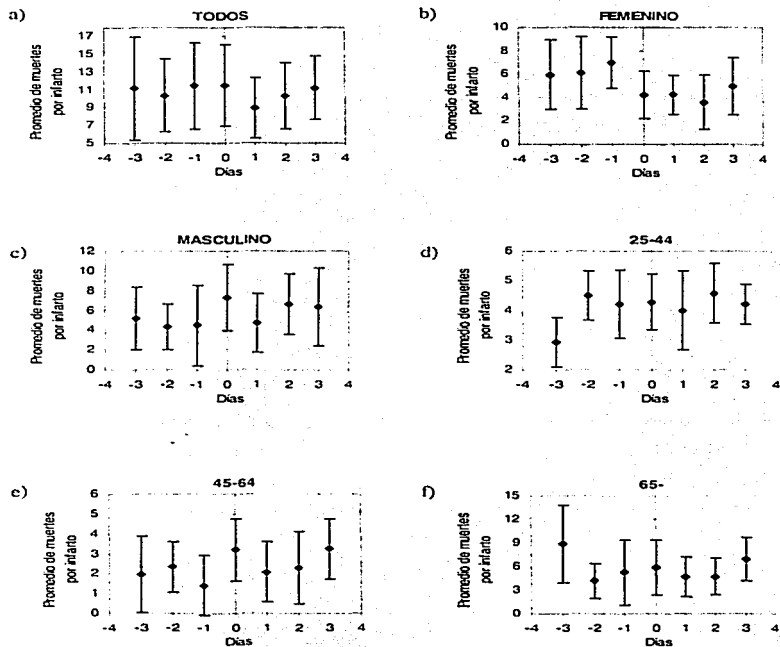 a)
TODOS
Promedio de muertes
por infarto
17
15
13
11
9
7
5
-4 -3 -2 -1 0 1 2 3 4
Días
b)
FEMENINO
Promedio de muertes
por infarto
10
8
6
4
2
0
-4 -3 -2 -1 0 1 2 3 4
Días
c)
MASCULINO
Promedio de muertes
por infarto
12
10
8
6
4
2
0
-4 -3 -2 -1 0 1 2 3 4
Días
d)
25-44
Promedio de muertes
por infarto
6
5
4
3
2
-4 -3 -2 -1 0 1 2 3 4
Días
e)
45-64
Promedio de muertes
por infarto
6
5
4
3
2
1
0
-4 -3 -2 -1 0 1 2 3 4
Días
f)
65-
Promedio de muertes
por infarto
15
12
9
6
3
0
-4 -3 -2 -1 0 1 2 3 4
Días